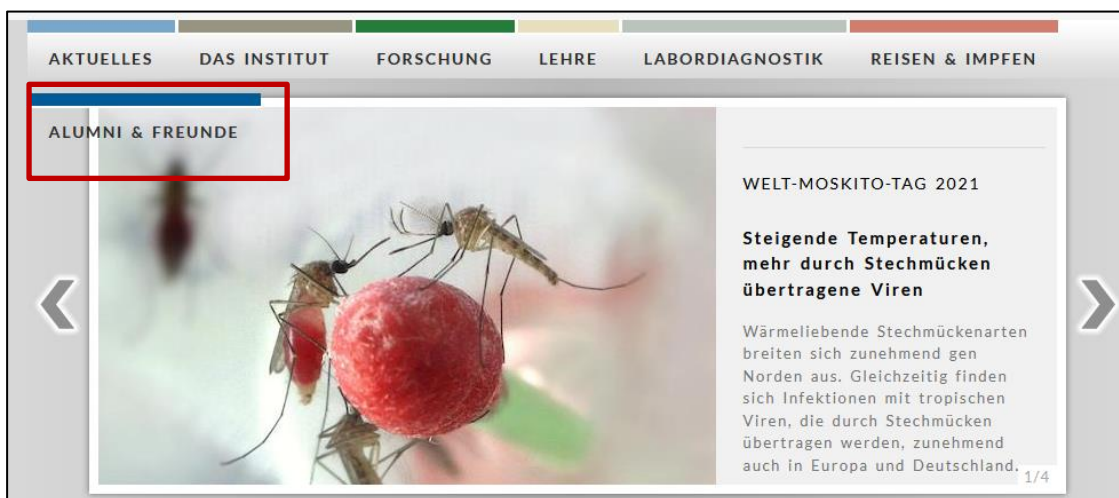 AKTUELLES DAS INSTITUT FORSCHUNG LEHRE LABORDIAGNOSTIK REISEN & IMPFEN
ALUMNI & FREUNDE
WELT-MOSKITO-TAG 2021
Steigende Temperaturen,
mehr durch Stechmücken
übertragene Viren
Wärmeliebende Stechmückenarten
breiten sich zunehmend gen
Norden aus. Gleichzeitig finden
sich Infektionen mit tropischen
Viren, die durch Stechmücken
übertragen werden, zunehmend
auch in Europa und Deutschland.
1/4